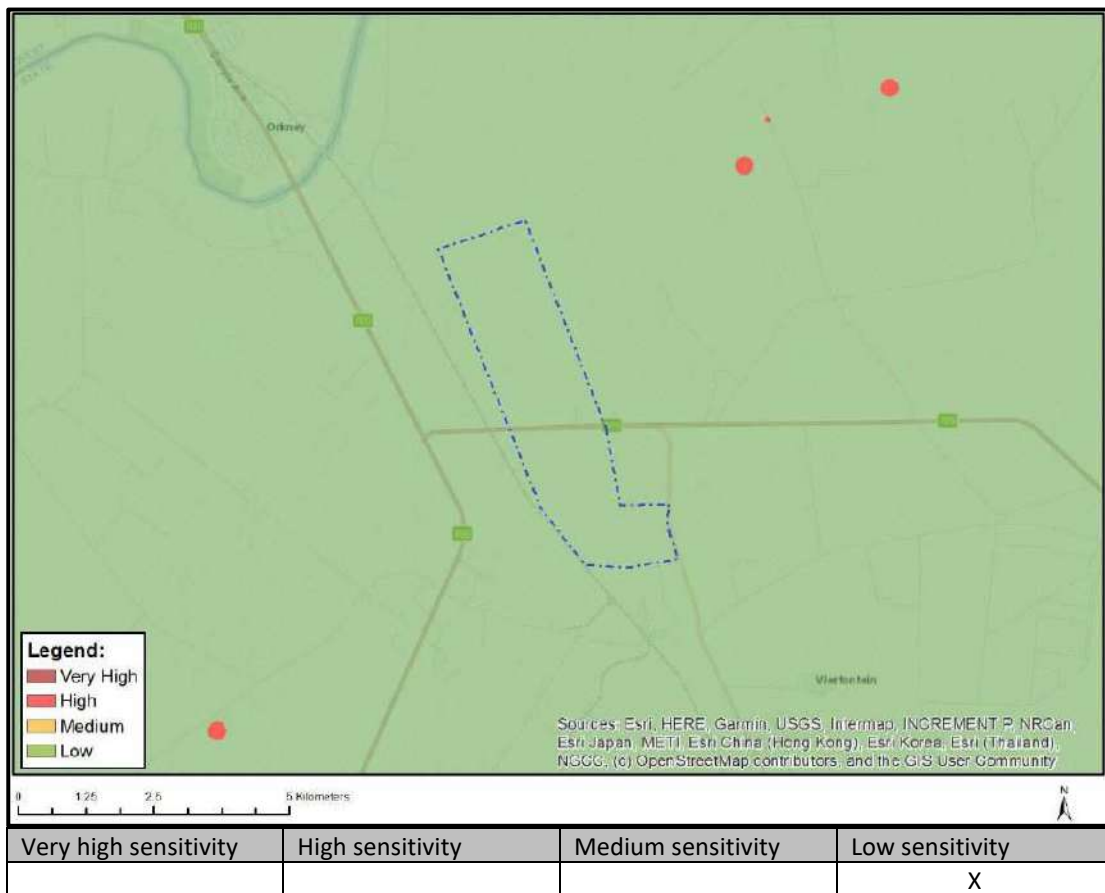 Orkney
Legend:
Very High
High
Medium
Low
Viertontein
Sources: Esri, HERE, Garmin, USGS, Intermap, INCREMENT P, NRCan,
Esri Japan, METI, Esri China (Hong Kong), Esri Korea, Esri (Thailand),
NGCC, (c) OpenStreetMap contributors, and the GIS User Community
0 1.25 2.5 5 Kilometers
N
Very high sensitivity High sensitivity Medium sensitivity Low sensitivity
X